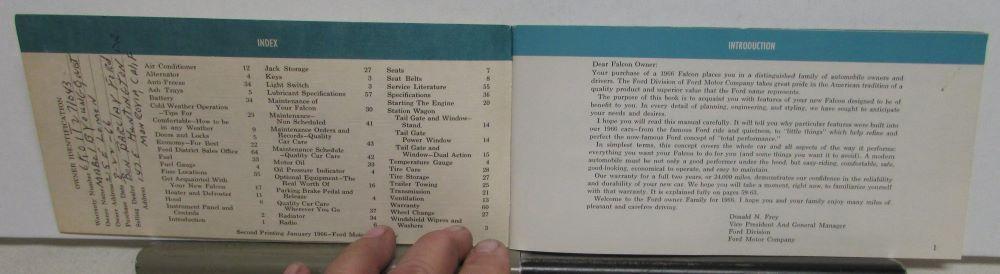 INDEX
Air Conditioner 12
Alternator 4
Anti-Freeze 34
Ash Trays 5
Battery 34
Cold Weather Operation
—Tips For 23
Comfortable—How to be
in any Weather 9
Doors and Locks
Economy—For Best 22
Ford District Sales Office 64
Fuel 33
Fuel Gauge 4
Fuse Locations 55
Get Acquainted With
Your New Falcon 17
Heater and Defroster 11
Hood 6
Instrument Panel and
Controls 2
Introduction 1
Jack Storage 27
Keys 3
Light Switch 3
Lubricant Specifications 57
Maintenance of
Your Falcon 30
Maintenance—
Non Scheduled 41
Maintenance Orders and
Records—Quality
Car Care 43
Maintenance Schedule
—Quality Car Care 42
Motor Oil 33
Oil Pressure Indicator 4
Optional Equipment—The
Real Worth Of 16
Parking Brake Pedal and
Release 4
Quality Car Care
Wherever You Go 37
Radiator 34
Radio 6
Seats 7
Seat Belts 8
Service Literature 55
Specifications 36
Starting The Engine 20
Station Wagon
Tail Gate and Window—
Stand. 14
Tail Gate
Power Window 14
Tail Gate and
Window—Dual Action 15
Temperature Gauge 4
Tire Care 28
Tire Storage 27
Trailer Towing 25
Transmission 21
Ventilation 13
Warranty 60
Wheel Change 27
Windshield Wipers and
Washers 3
Second Printing January 1966—Ford Moto
OWNER IDENTIFICATION
INTRODUCTION
Dear Falcon Owner:
Your purchase of a 1966 Falcon places you in a distinguished family of automobile owners and
drivers. The Ford Division of Ford Motor Company takes great pride in the American tradition of a
quality product and superior value that the Ford name represents.
The purpose of this book is to acquaint you with features of your new Falcon designed to be of
benefit to you. In every detail of planning, engineering, and styling, we have sought to anticipate
your needs and desires.
I hope you will read this manual carefully. It will tell you why particular features were built into
our 1966 cars—from the famous Ford ride and quietness, to "little things" which help refine and
perfect the now-famous Ford concept of "total performance."
In simplest terms, this concept covers the whole car and all aspects of the way it performs:
everything you want your Falcon to do for you (and some things you want it to avoid). A modern
automobile must be not only a good performer under the hood, but easy-riding, comfortable, safe,
good-looking, economical to operate, and easy to maintain.
Our warranty for a full two years, or 24,000 miles, demonstrates our confidence in the reliability
and durability of your new car. We hope you will take a moment, right now, to familiarize yourself
with that warranty. It is explained fully on pages 28-63.
Welcome to the Ford owner Family for 1966. I hope you and your family enjoy many miles of
pleasant and carefree driving.
Donald N. Frey
Vice President And General Manager
Ford Division
Ford Motor Company
1